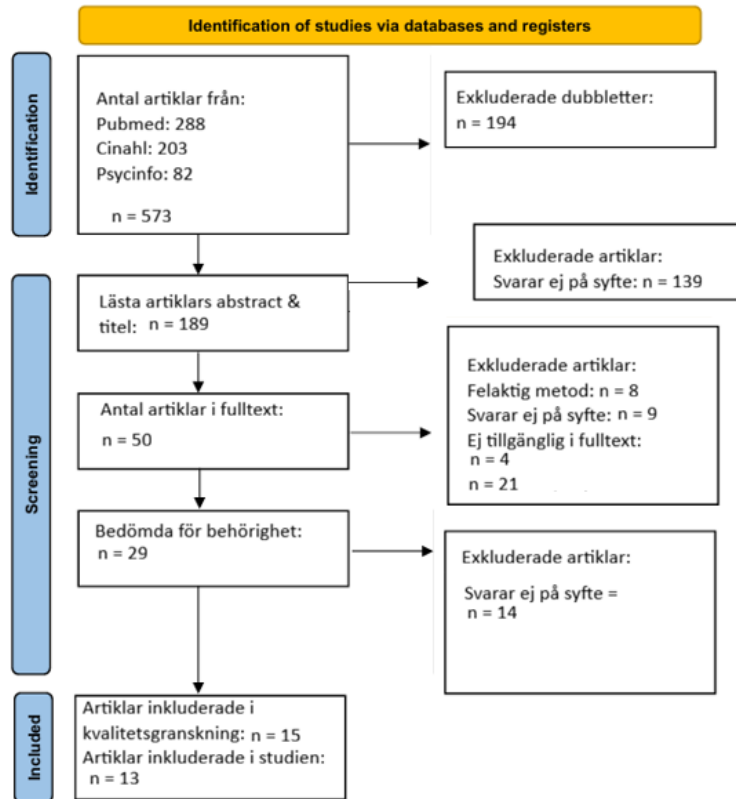 Identification of studies via databases and registers
Identification
Antal artiklar från:
Pubmed: 288
Cinahl: 203
Psycinfo: 82
n = 573
Exkluderade dubbletter:
n = 194
Screening
Lästa artiklars abstract &
titel: n = 189
Exkluderade artiklar:
Svarar ej på syfte: n = 139
Antal artiklar i fulltext:
n = 50
Exkluderade artiklar:
Felaktig metod: n = 8
Svarar ej på syfte: n = 9
Ej tillgänglig i fulltext:
n = 4
n = 21
Bedömda för behörighet:
n = 29
Exkluderade artiklar:
Svarar ej på syfte =
n = 14
Included
Artiklar inkluderade i
kvalitetsgranskning: n = 15
Artiklar inkluderade i studien:
n = 13